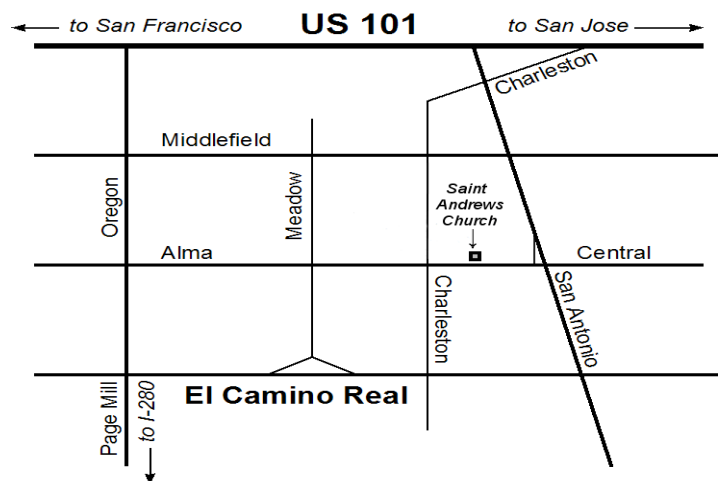 to San Francisco
US 101
to San Jose
Charleston
Middlefield
Oregon
Meadow
Saint
Andrews
Church
Alma
Central
Charleston
San Antonio
El Camino Real
Page Mill
to I-280